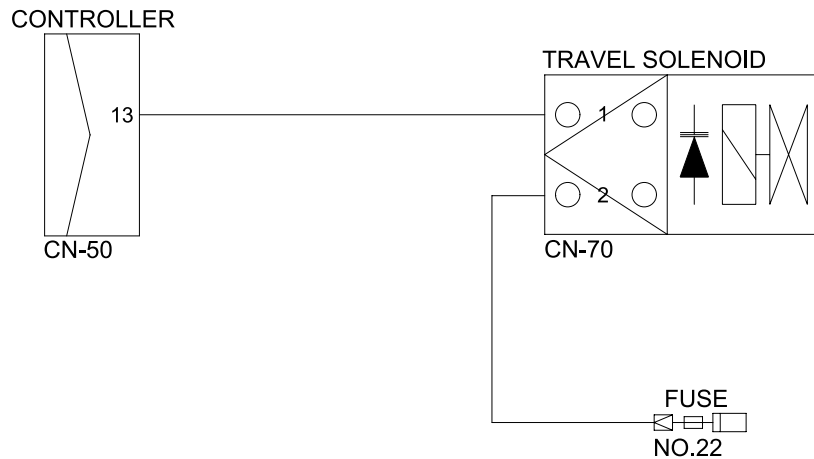 CONTROLLER
13
CN-50
TRAVEL SOLENOID
1
2
CN-70
FUSE
NO.22